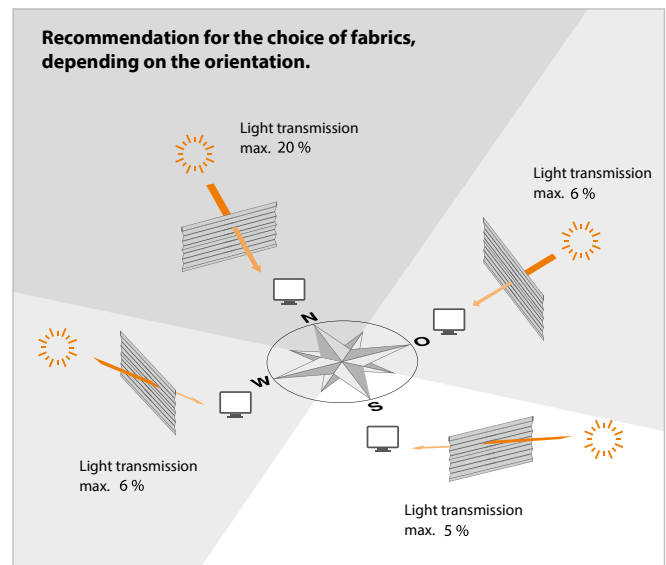 Recommendation for the choice of fabrics,
depending on the orientation.
Light transmission
max. 20 %
Light transmission
max. 6 %
N
O
W
S
Light transmission
max. 6 %
Light transmission
max. 5 %